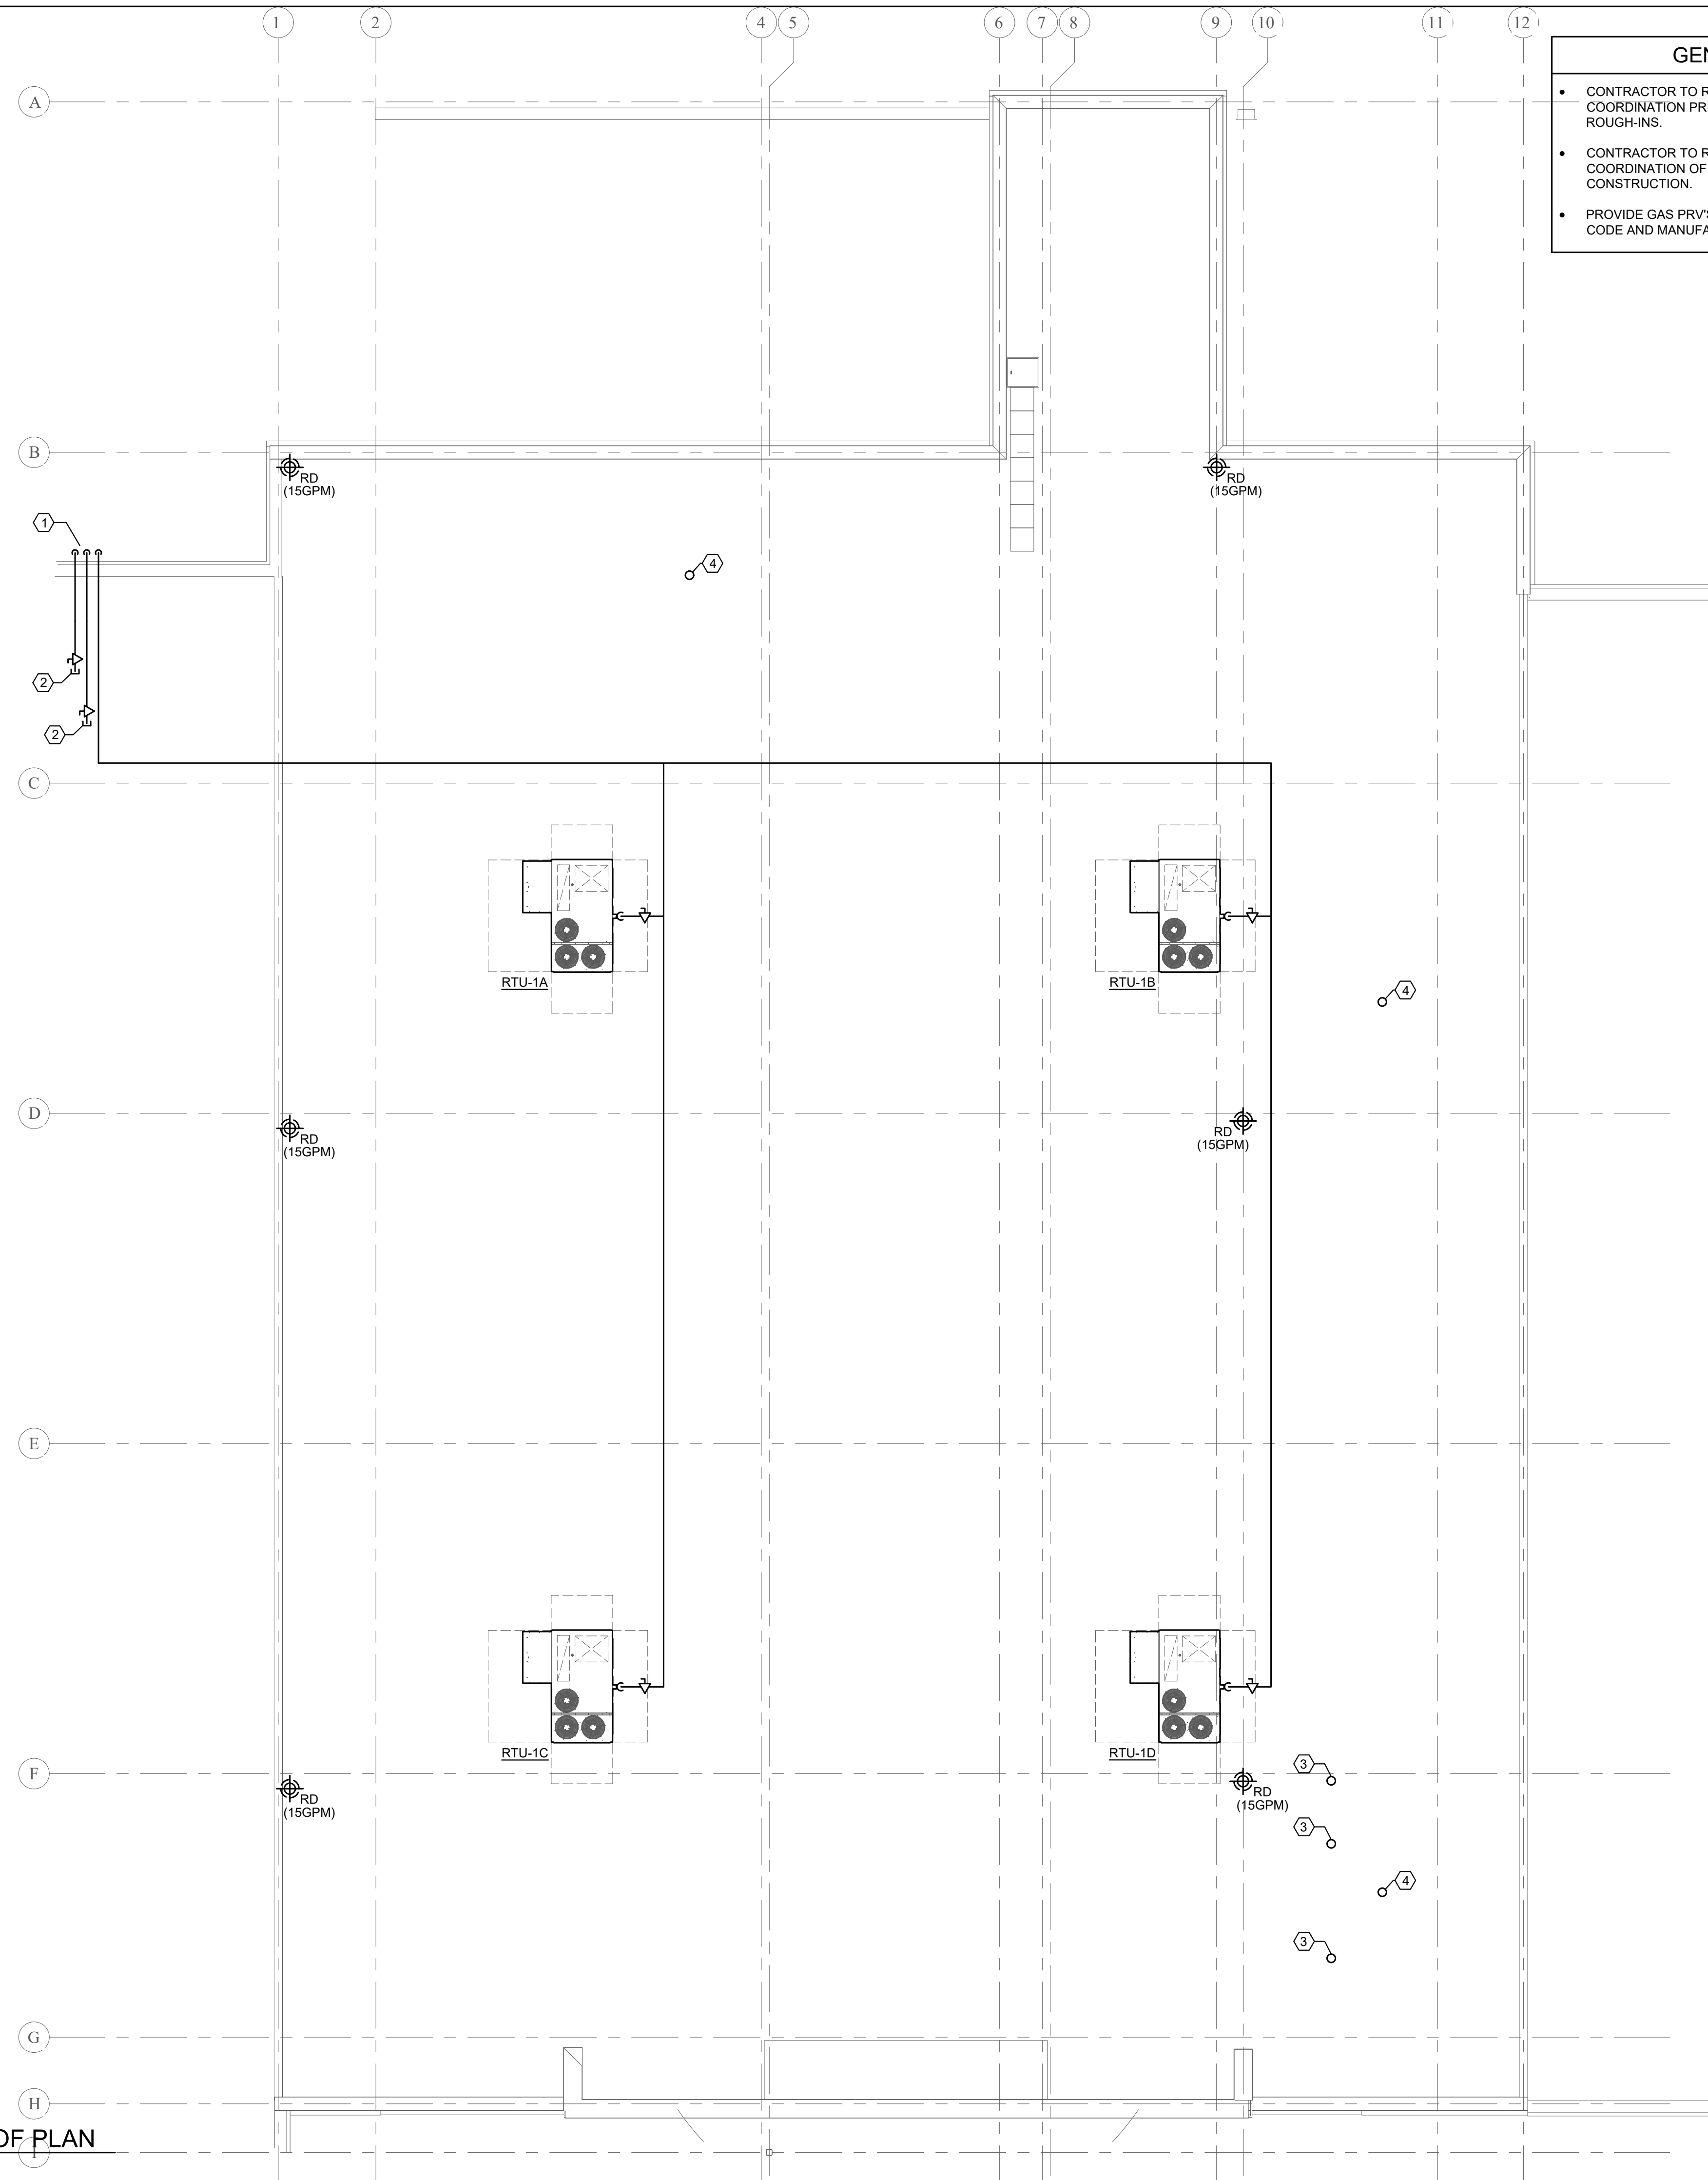 1 2 4 5 6 7 8 9 10 11 12
GEN
A
• CONTRACTOR TO R
COORDINATION PR
ROUGH-INS.
• CONTRACTOR TO R
COORDINATION OF
CONSTRUCTION.
• PROVIDE GAS PRV'S
CODE AND MANUFA
B
RD
(15GPM)
RD
(15GPM)
1
4
2
2
C
RTU-1A
RTU-1B
4
D
RD
(15GPM)
RD
(15GPM)
E
RTU-1C
RTU-1D
F
3
RD
(15GPM)
RD
(15GPM)
3
4
3
G
H
OF PLAN